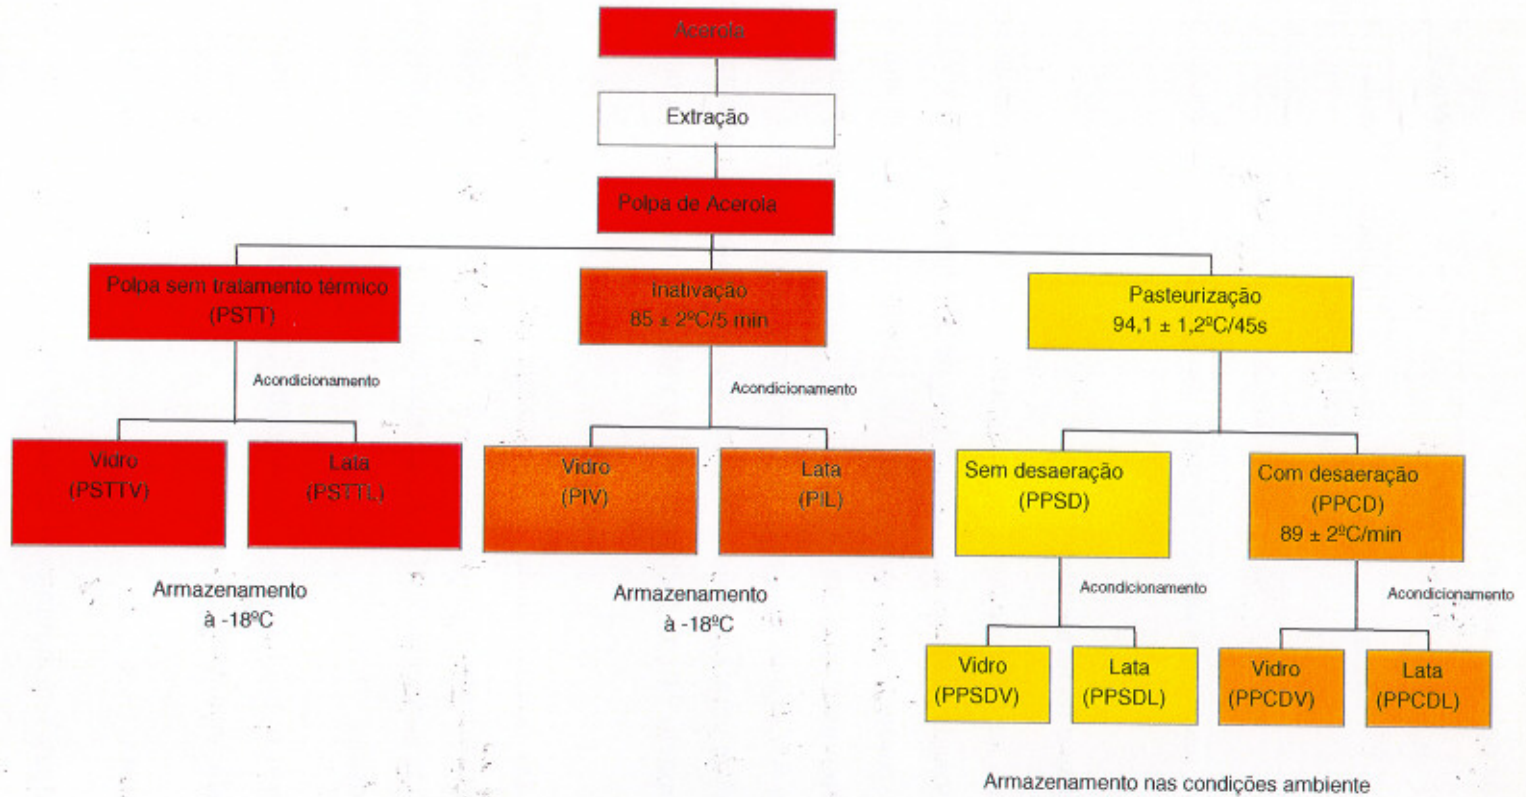 Acerola
Extração
Polpa de Acerola
Polpa sem tratamento térmico
(PSTT)
Inativação
85 ± 2ºC/5 min
Pasteurização
94,1 ± 1,2ºC/45s
Acondicionamento
Acondicionamento
Vidro
(PSTTV)
Lata
(PSTTL)
Vidro
(PIV)
Lata
(PIL)
Sem desaeração
(PPSD)
Com desaeração
(PPCD)
89 ± 2ºC/min
Armazenamento
à -18ºC
Armazenamento
à -18ºC
Acondicionamento
Acondicionamento
Vidro
(PPSDV)
Lata
(PPSDL)
Vidro
(PPCDV)
Lata
(PPCDL)
Armazenamento nas condições ambiente